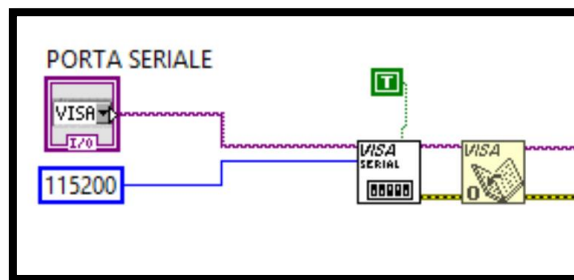 PORTA SERIALE
VISA
I/O
T
115200
VISA
SERIAL
VISA
0